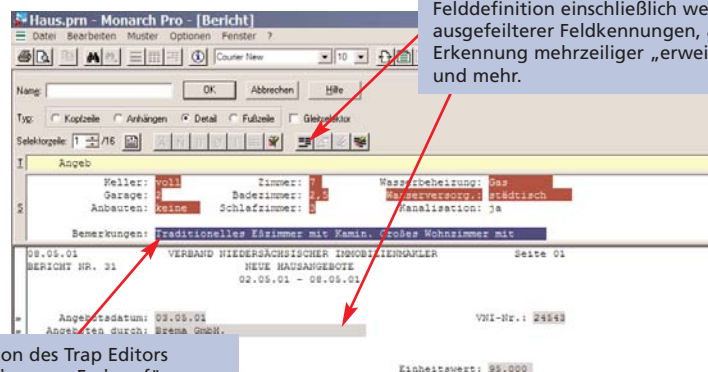 Haus.prn - Monarch Pro - [Bericht]
Felddefinition einschließlich we
Datei Bearbeiten Muster Optionen Fenster ?
ausgefeilterer Feldkennungen,
Courier New 10
Erkennung mehrzeiliger „erwei
und mehr.
Name: OK Abbrechen Hilfe
Typ: Kopfzeile Anhängen Detail Fußzeile Gleitselektor
Selektorzeile: 1 /16
Angeb
Keller: voll Zimmer: 7 Wasserbeheizung: Gas
Garage: 2 Badezimmer: 2,5 Wasserversorg.: städtisch
Anbauten: keine Schlafzimmer: 3 Kanalisation: ja
Bemerkungen: Traditionelles Eßzimmer mit Kamin. Großes Wohnzimmer mit
08.05.01 VERBAND NIEDERSÄCHSISCHER IMMOBILIENMAKLER Seite 01
BERICHT NR. 31 NEUE HAUSANGEBOTE
02.05.01 - 08.05.01
Angebotsdatum: 03.05.01 VNI-Nr.: 24543
Angeboten durch: Brema GmbH.
on des Trap Editors
Einheitswert: 95.000